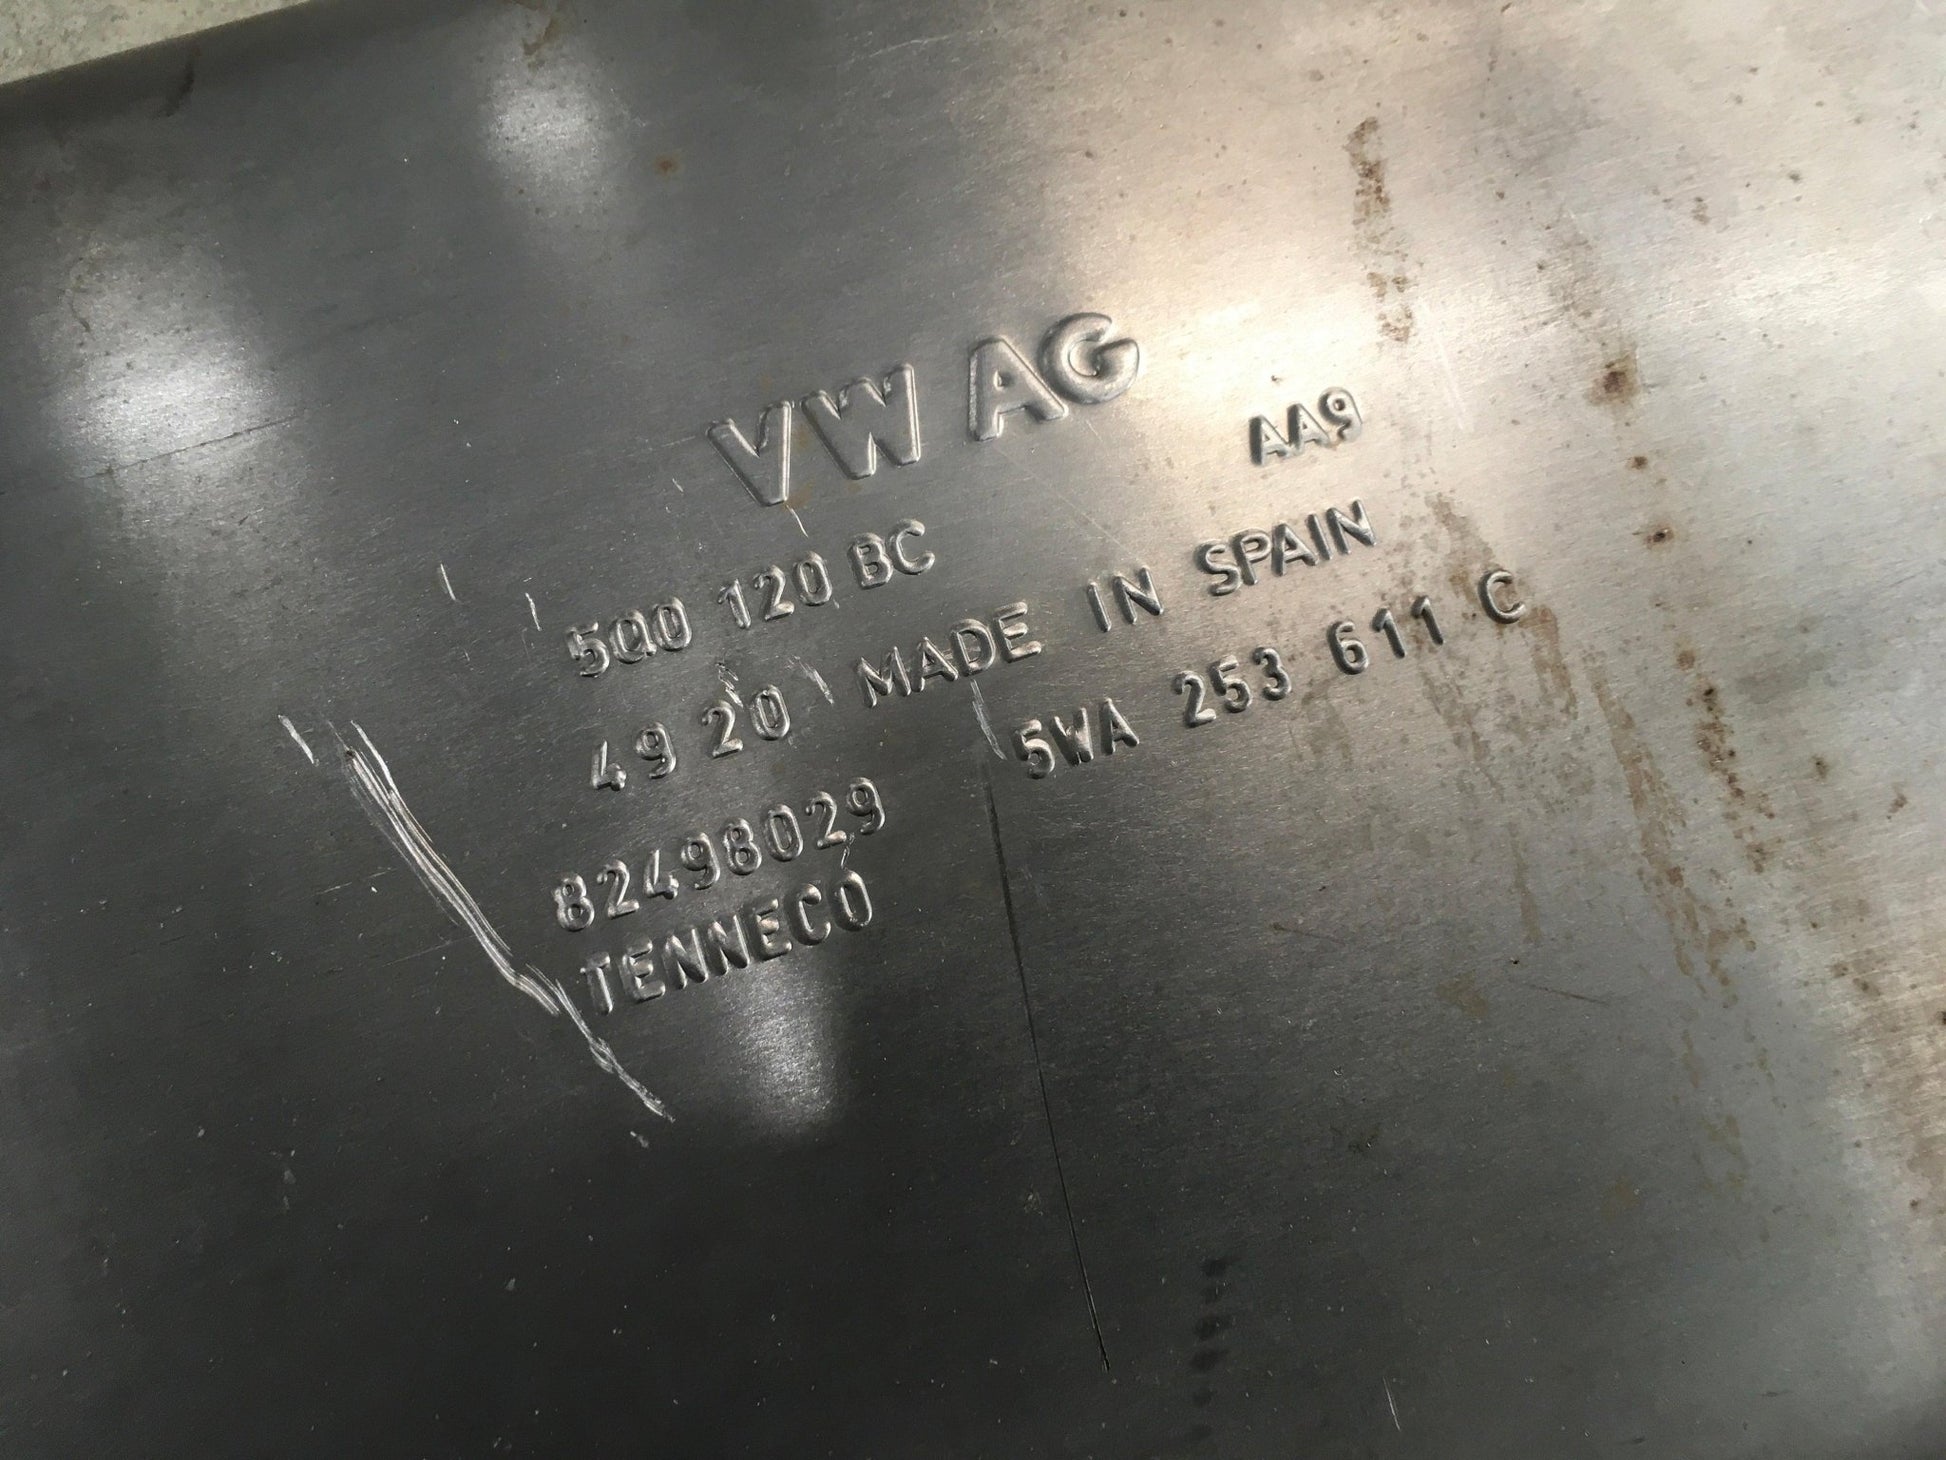 VW AG
AA9
5Q0 120 BC
49 20 MADE IN SPAIN
82498029 5WA 253 611 C
TENNECO